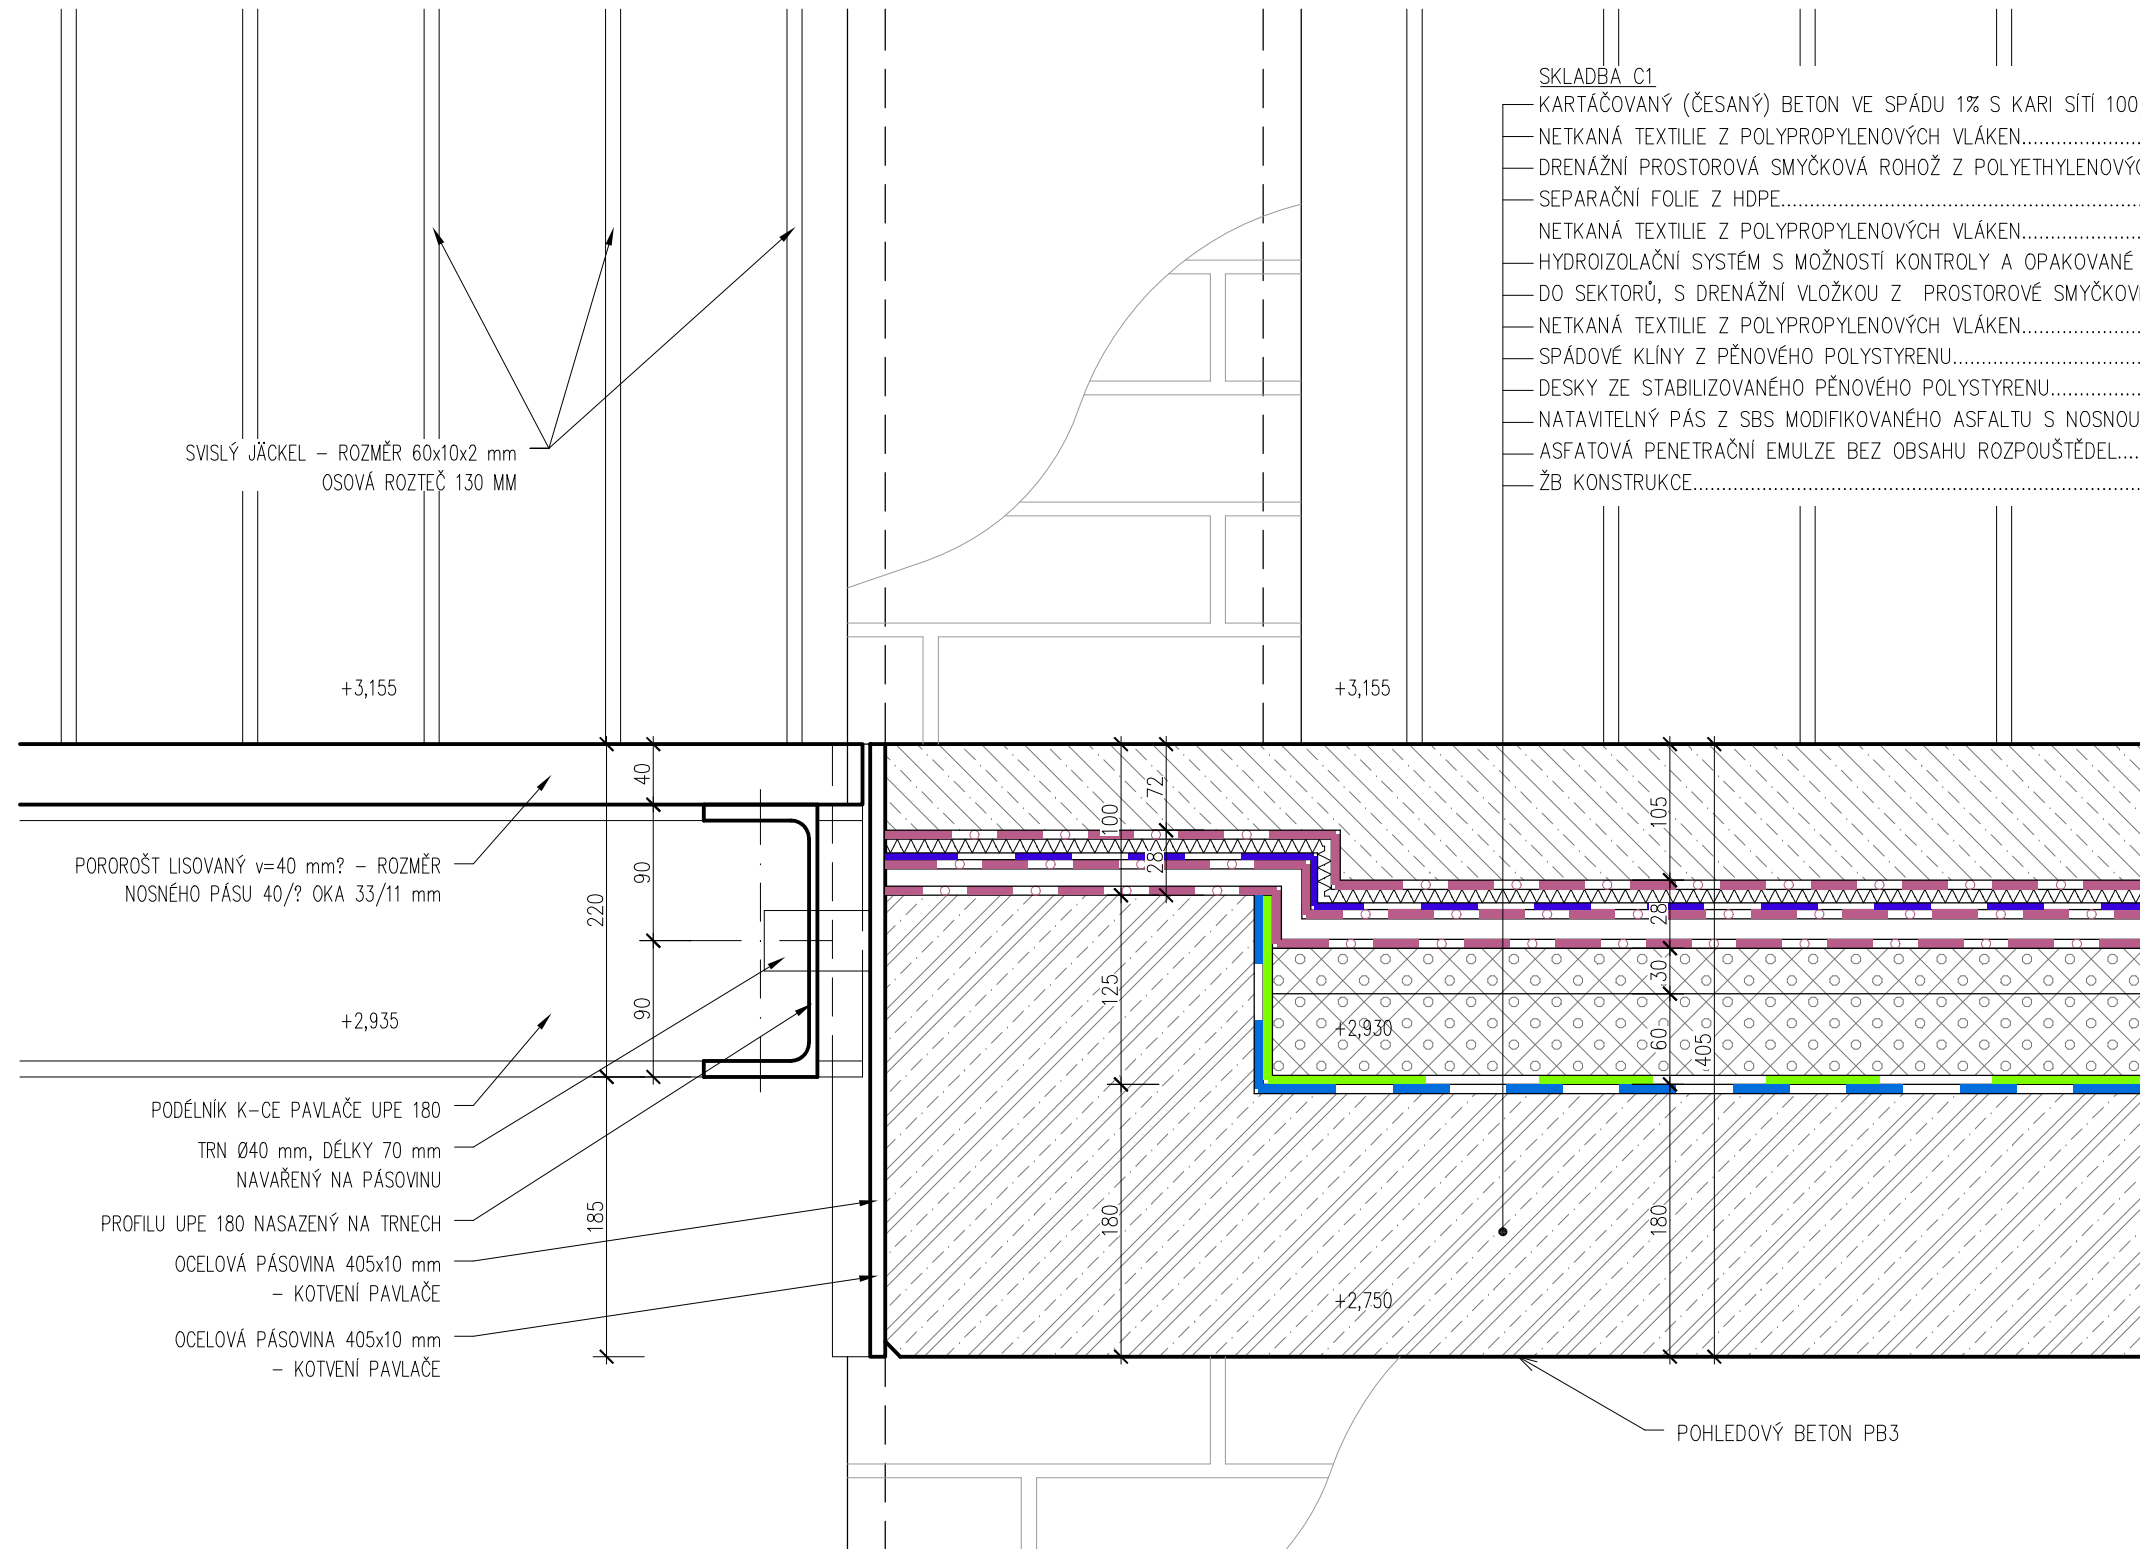 SKLADBA C1
KARTÁČOVANÝ (ČESANÝ) BETON VE SPÁDU 1% S KARI SÍTÍ 100
NETKANÁ TEXTILIE Z POLYPROPYLENOVÝCH VLÁKEN.....................
DRENÁŽNÍ PROSTOROVÁ SMYČKOVÁ ROHOŽ Z POLYETHYLENOVÝC
SEPARAČNÍ FOLIE Z HDPE...............................................................
NETKANÁ TEXTILIE Z POLYPROPYLENOVÝCH VLÁKEN.....................
HYDROIZOLAČNÍ SYSTÉM S MOŽNOSTÍ KONTROLY A OPAKOVANÉ
DO SEKTORŮ, S DRENÁŽNÍ VLOŽKOU Z PROSTOROVÉ SMYČKOV
NETKANÁ TEXTILIE Z POLYPROPYLENOVÝCH VLÁKEN.....................
SPÁDOVÉ KLÍNY Z PĚNOVÉHO POLYSTYRENU.................................
DESKY ZE STABILIZOVANÉHO PĚNOVÉHO POLYSTYRENU................
NATAVITELNÝ PÁS Z SBS MODIFIKOVANÉHO ASFALTU S NOSNOU
ASFATOVÁ PENETRAČNÍ EMULZE BEZ OBSAHU ROZPOUŠTĚDEL....
ŽB KONSTRUKCE..............................................................................
SVISLÝ JÄCKEL – ROZMĚR 60x10x2 mm
OSOVÁ ROZTEČ 130 MM
+3,155
+3,155
40
72
100
105
28
90
POROROŠT LISOVANÝ v=40 mm? – ROZMĚR
NOSNÉHO PÁSU 40/? OKA 33/11 mm
220
28
30
125
90
+2,935
+2,930
60
405
PODÉLNÍK K–CE PAVLAČE UPE 180
TRN Ø40 mm, DÉLKY 70 mm
NAVAŘENÝ NA PÁSOVINU
PROFILU UPE 180 NASAZENÝ NA TRNECH
185
180
180
OCELOVÁ PÁSOVINA 405x10 mm
– KOTVENÍ PAVLAČE
+2,750
OCELOVÁ PÁSOVINA 405x10 mm
– KOTVENÍ PAVLAČE
POHLEDOVÝ BETON PB3